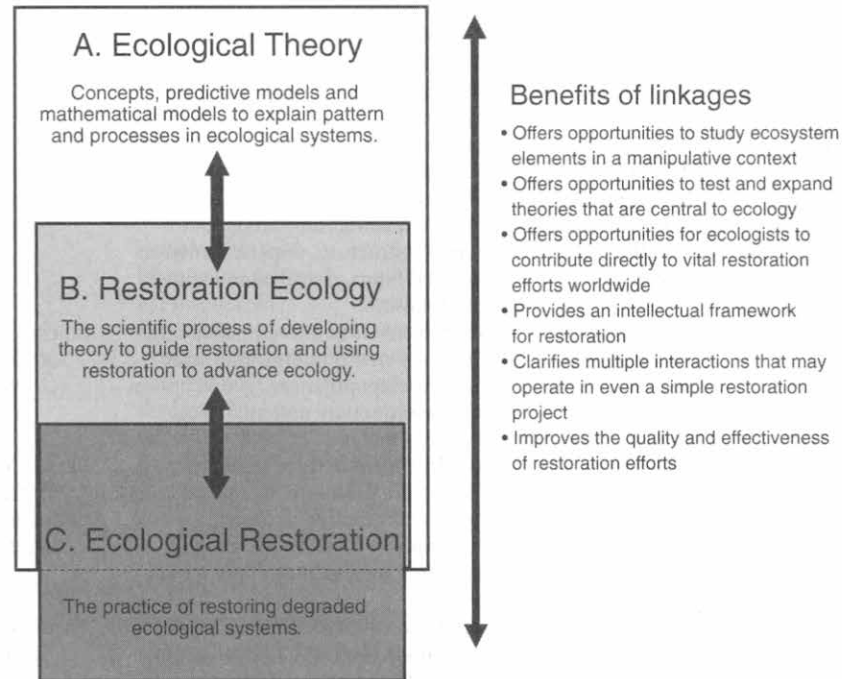 A. Ecological Theory
Concepts, predictive models and
mathematical models to explain pattern
and processes in ecological systems.
B. Restoration Ecology
The scientific process of developing
theory to guide restoration and using
restoration to advance ecology.
C. Ecological Restoration
The practice of restoring degraded
ecological systems.
Benefits of linkages
• Offers opportunities to study ecosystem
elements in a manipulative context
• Offers opportunities to test and expand
theories that are central to ecology
• Offers opportunities for ecologists to
contribute directly to vital restoration
efforts worldwide
• Provides an intellectual framework
for restoration
• Clarifies multiple interactions that may
operate in even a simple restoration
project
• Improves the quality and effectiveness
of restoration efforts